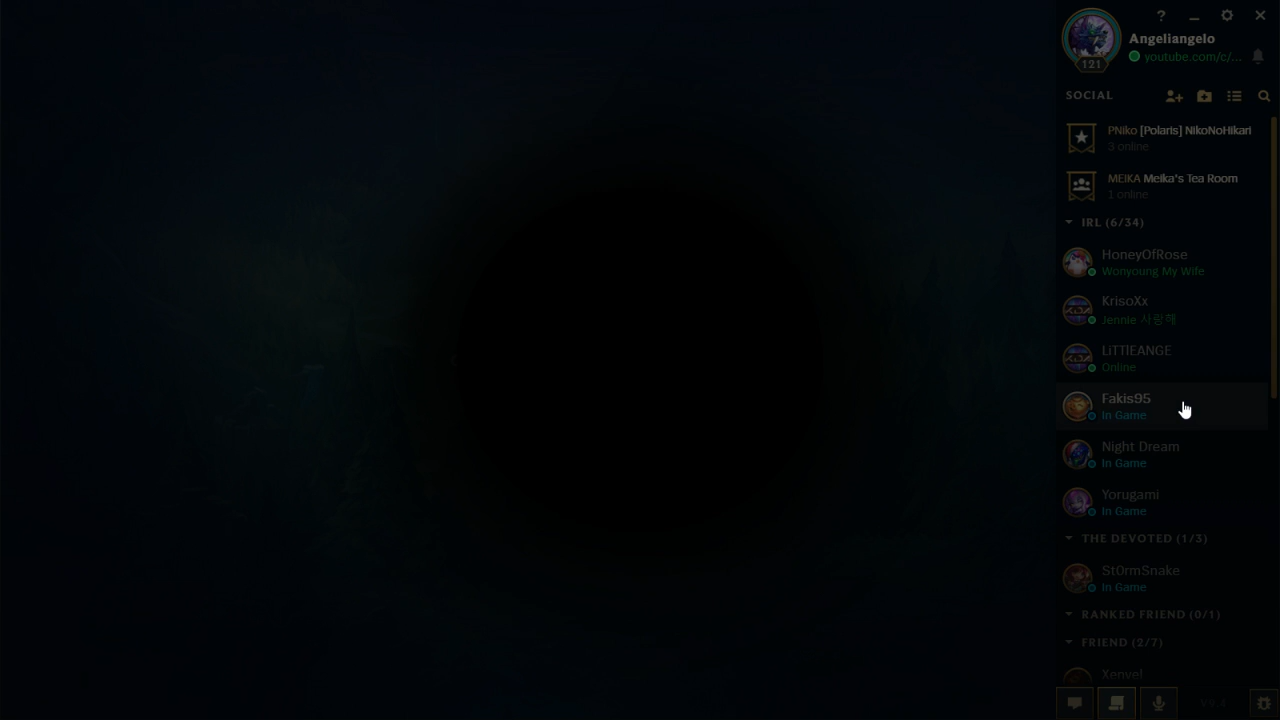 ?
Angeliangelo
121
youtube.com/c/...
SOCIAL
PNiko [Polaris] NikoNoHikari
3 online
MEIKA Meika's Tea Room
1 online
IRL (6/34)
HoneyOfRose
Wonyoung My Wife
KrisoXx
Jennie 사랑해
LiTTlEANGE
Online
Fakis95
In Game
Night Dream
In Game
Yorugami
In Game
THE DEVOTED (1/3)
St0rmSnake
In Game
RANKED FRIEND (0/1)
FRIEND (2/7)
Xenvel